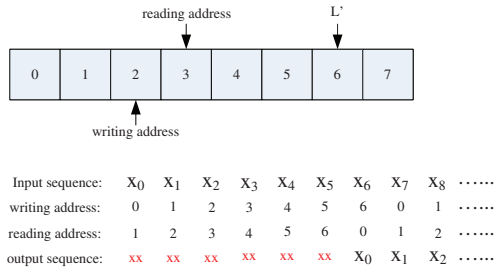 reading address L’
0 1 2 3 4 5 6 7
writing address
Input sequence: X0 X1 X2 X3 X4 X5 X6 X7 X8 ······
writing address: 0 1 2 3 4 5 6 0 1 ······
reading address: 1 2 3 4 5 6 0 1 2 ······
output sequence: xx xx xx xx xx xx X0 X1 X2 ······